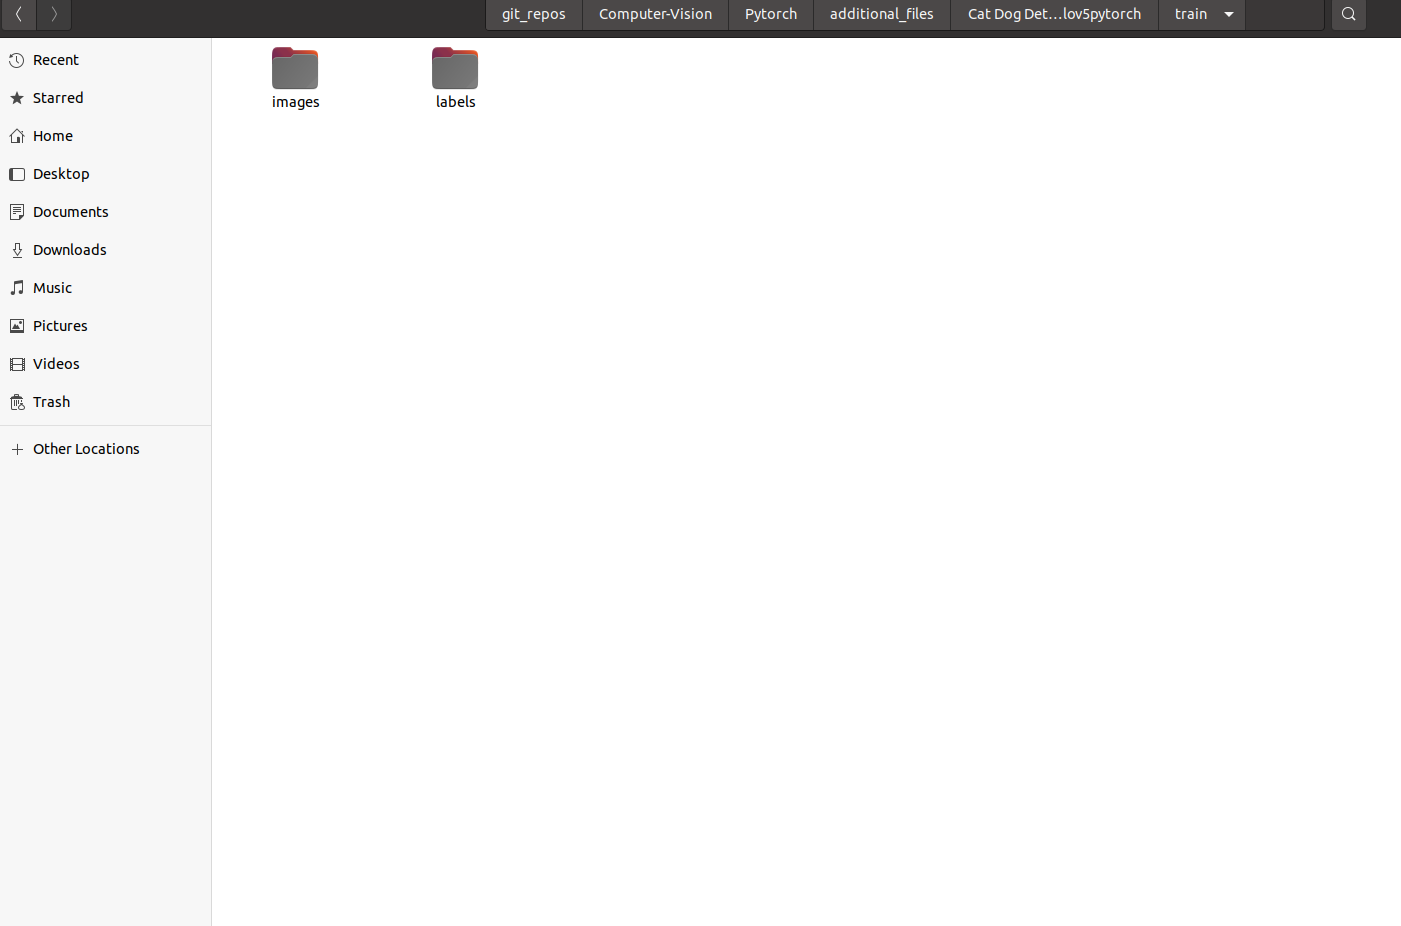 git_repos Computer-Vision Pytorch additional_files Cat Dog Det...lov5pytorch train
Recent
Starred
Home
Desktop
Documents
Downloads
Music
Pictures
Videos
Trash
Other Locations
images labels